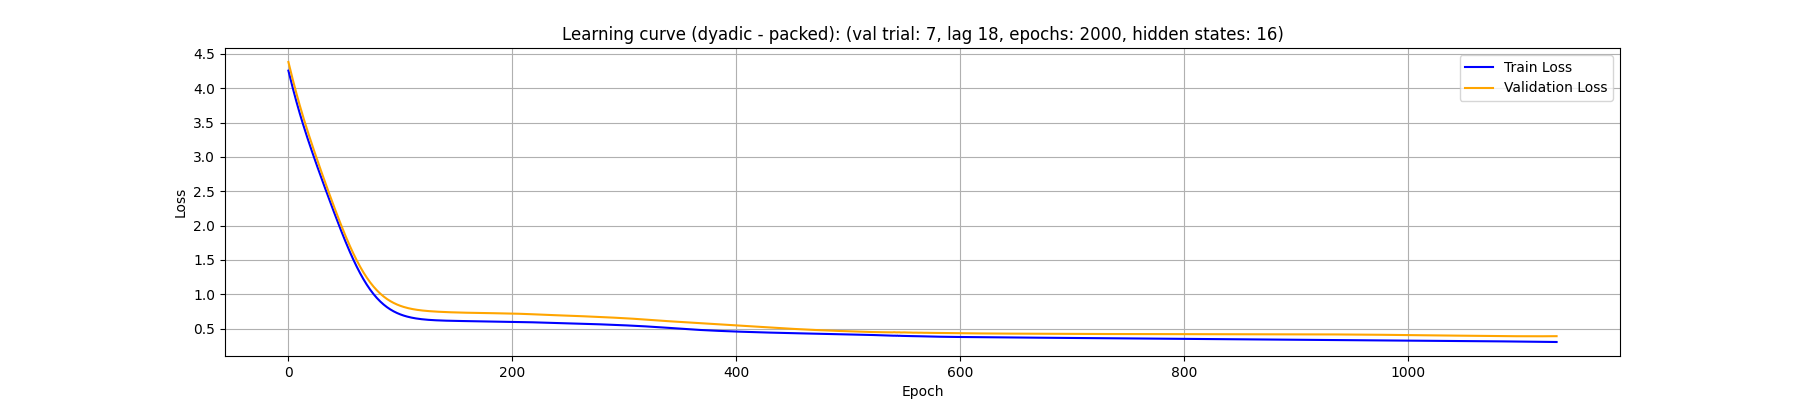 Learning curve (dyadic - packed): (val trial: 7, lag 18, epochs: 2000, hidden states: 16)
Train Loss
Validation Loss
4.5
4.0
3.5
3.0
2.5
2.0
1.5
1.0
0.5
Loss
0 200 400 600 800 1000
Epoch